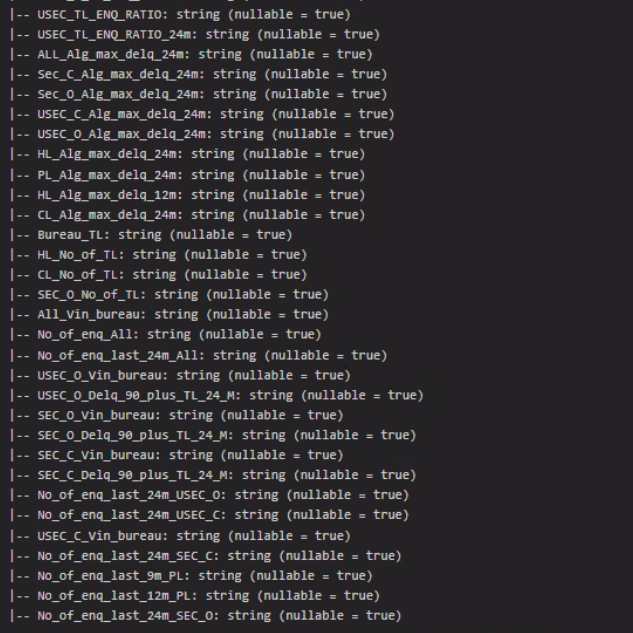 |-- USEC_TL_ENQ_RATIO: string (nullable = true)
|-- USEC_TL_ENQ_RATIO_24m: string (nullable = true)
|-- ALL_Alg_max_delq_24m: string (nullable = true)
|-- Sec_C_Alg_max_delq_24m: string (nullable = true)
|-- Sec_O_Alg_max_delq_24m: string (nullable = true)
|-- USEC_C_Alg_max_delq_24m: string (nullable = true)
|-- USEC_O_Alg_max_delq_24m: string (nullable = true)
|-- HL_Alg_max_delq_24m: string (nullable = true)
|-- PL_Alg_max_delq_24m: string (nullable = true)
|-- HL_Alg_max_delq_12m: string (nullable = true)
|-- CL_Alg_max_delq_24m: string (nullable = true)
|-- Bureau_TL: string (nullable = true)
|-- HL_No_of_TL: string (nullable = true)
|-- CL_No_of_TL: string (nullable = true)
|-- SEC_O_No_of_TL: string (nullable = true)
|-- All_Vin_bureau: string (nullable = true)
|-- No_of_enq_All: string (nullable = true)
|-- No_of_enq_last_24m_All: string (nullable = true)
|-- USEC_O_Vin_bureau: string (nullable = true)
|-- USEC_O_Delq_90_plus_TL_24_M: string (nullable = true)
|-- SEC_O_Vin_bureau: string (nullable = true)
|-- SEC_O_Delq_90_plus_TL_24_M: string (nullable = true)
|-- SEC_C_Vin_bureau: string (nullable = true)
|-- SEC_C_Delq_90_plus_TL_24_M: string (nullable = true)
|-- No_of_enq_last_24m_USEC_O: string (nullable = true)
|-- No_of_enq_last_24m_USEC_C: string (nullable = true)
|-- USEC_C_Vin_bureau: string (nullable = true)
|-- No_of_enq_last_24m_SEC_C: string (nullable = true)
|-- No_of_enq_last_9m_PL: string (nullable = true)
|-- No_of_enq_last_12m_PL: string (nullable = true)
|-- No_of_enq_last_24m_SEC_O: string (nullable = true)